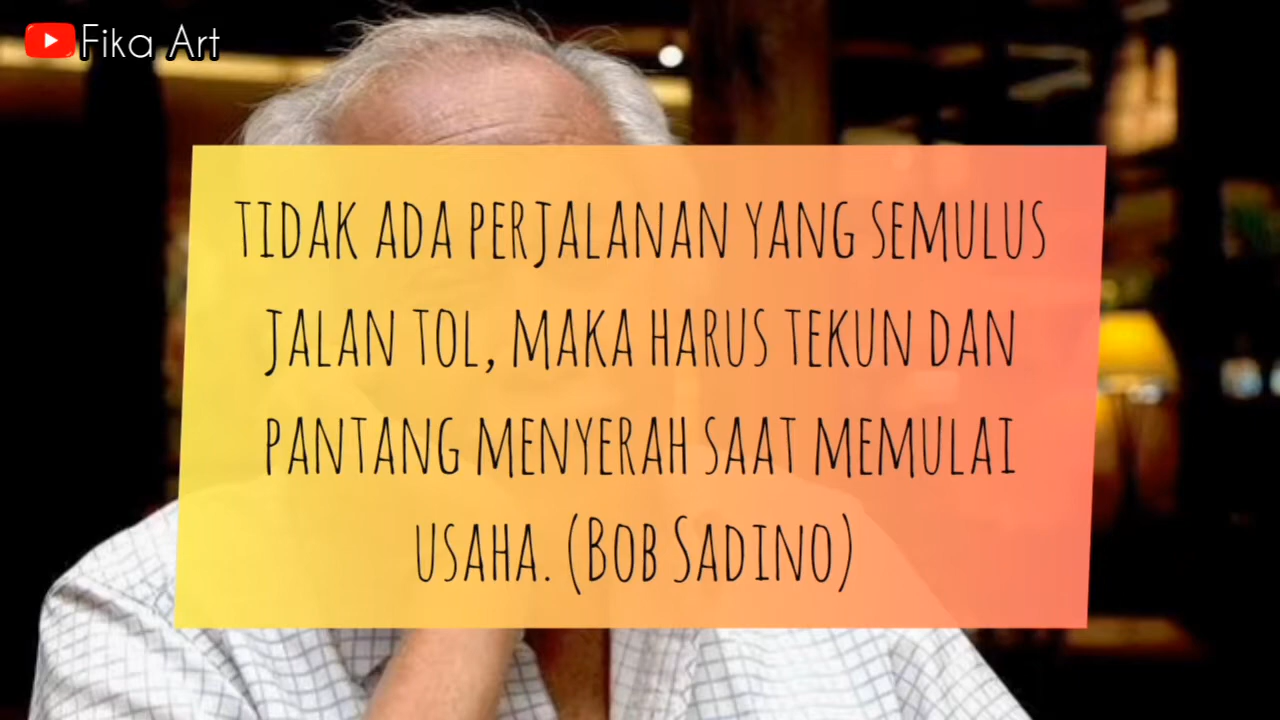 Fika Art
TIDAK ADA PERJALANAN YANG SEMULUS
JALAN TOL, MAKA HARUS TEKUN DAN
PANTANG MENYERAH SAAT MEMULAI
USAHA. (BOB SADINO)